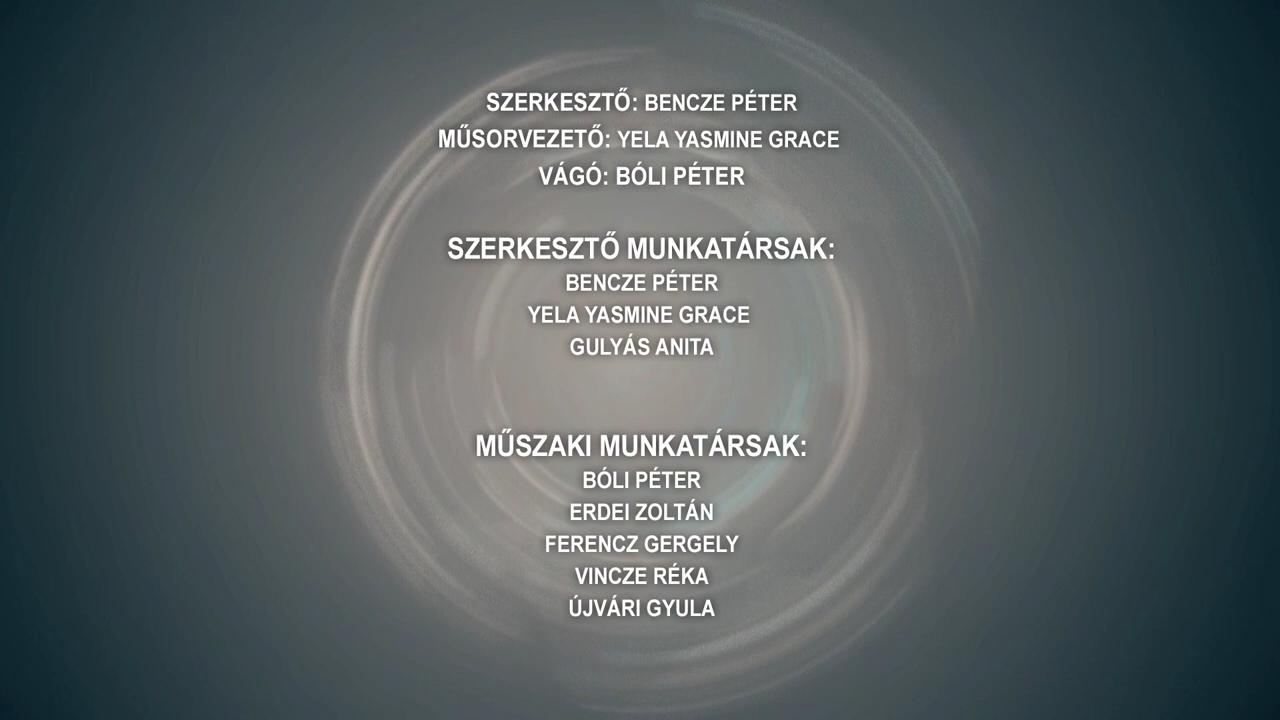 SZERKESZTŐ: BENCZE PÉTER
MŰSORVEZETŐ: YELA YASMINE GRACE
VÁGÓ: BÓLI PÉTER
SZERKESZTŐ MUNKATÁRSAK:
BENCZE PÉTER
YELA YASMINE GRACE
GULYÁS ANITA
MŰSZAKI MUNKATÁRSAK:
BÓLI PÉTER
ERDEI ZOLTÁN
FERENCZ GERGELY
VINCZE RÉKA
ÚJVÁRI GYULA